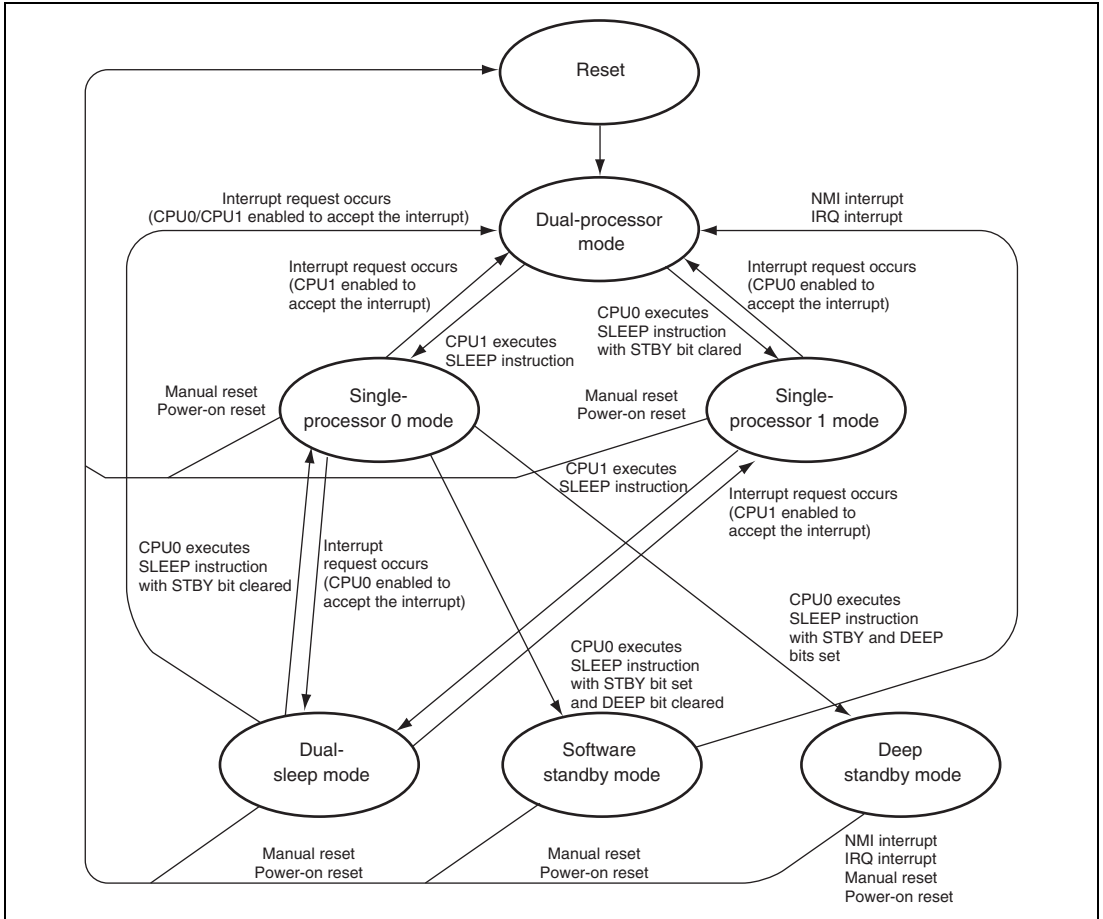 Reset
Interrupt request occurs
(CPU0/CPU1 enabled to accept the interrupt)
NMI interrupt
IRQ interrupt
Dual-processor
mode
Interrupt request occurs
(CPU1 enabled to
accept the interrupt)
Interrupt request occurs
(CPU0 enabled to
accept the interrupt)
CPU1 executes
SLEEP instruction
CPU0 executes
SLEEP instruction
with STBY bit clared
Manual reset
Power-on reset
Single-
processor 0 mode
Manual reset
Power-on reset
Single-
processor 1 mode
CPU1 executes
SLEEP instruction
Interrupt request occurs
(CPU1 enabled to
accept the interrupt)
CPU0 executes
SLEEP instruction
with STBY bit cleared
Interrupt
request occurs
(CPU0 enabled to
accept the interrupt)
CPU0 executes
SLEEP instruction
with STBY and DEEP
bits set
CPU0 executes
SLEEP instruction
with STBY bit set
and DEEP bit cleared
Dual-
sleep mode
Software
standby mode
Deep
standby mode
Manual reset
Power-on reset
Manual reset
Power-on reset
NMI interrupt
IRQ interrupt
Manual reset
Power-on reset